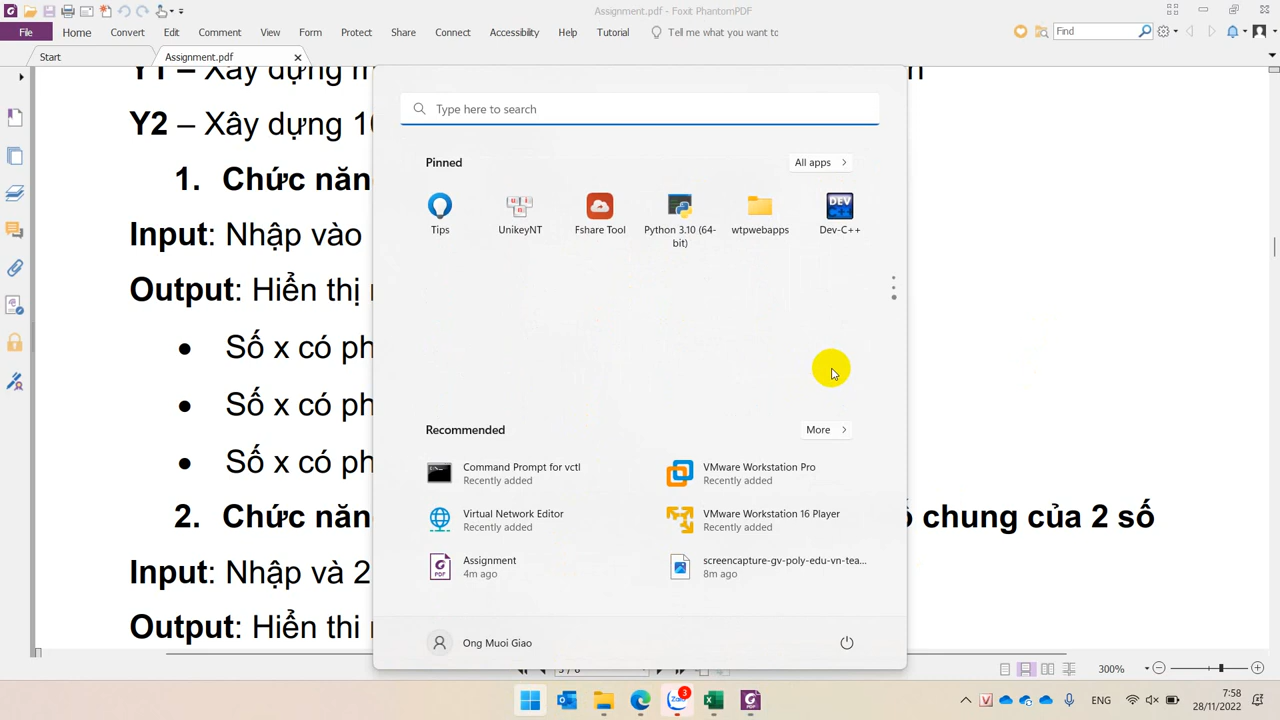 Assignment.pdf - Foxit PhantomPDF
File Home Convert Edit Comment View Form Protect Share Connect Accessibility Help Tutorial Tell me what you want to Find
Start Assignment.pdf
Y1 – Xây dựng
Y2 – Xây dựng
1. Chức năn
Input: Nhập vào
Output: Hiển thị
• Số x có ph
• Số x có ph
• Số x có ph
2. Chức năn
chung của 2 số
Input: Nhập và 2
Output: Hiển thi
Type here to search
Pinned
All apps
Tips
UnikeyNT
Fshare Tool
Python 3.10 (64-bit)
wtpwebapps
Dev-C++
Recommended
More
Command Prompt for vctl
Recently added
VMware Workstation Pro
Recently added
Virtual Network Editor
Recently added
VMware Workstation 16 Player
Recently added
Assignment
4m ago
screencapture-gv-poly-edu-vn-tea...
8m ago
Ong Muoi Giao
300%
3
ENG
7:58
28/11/2022